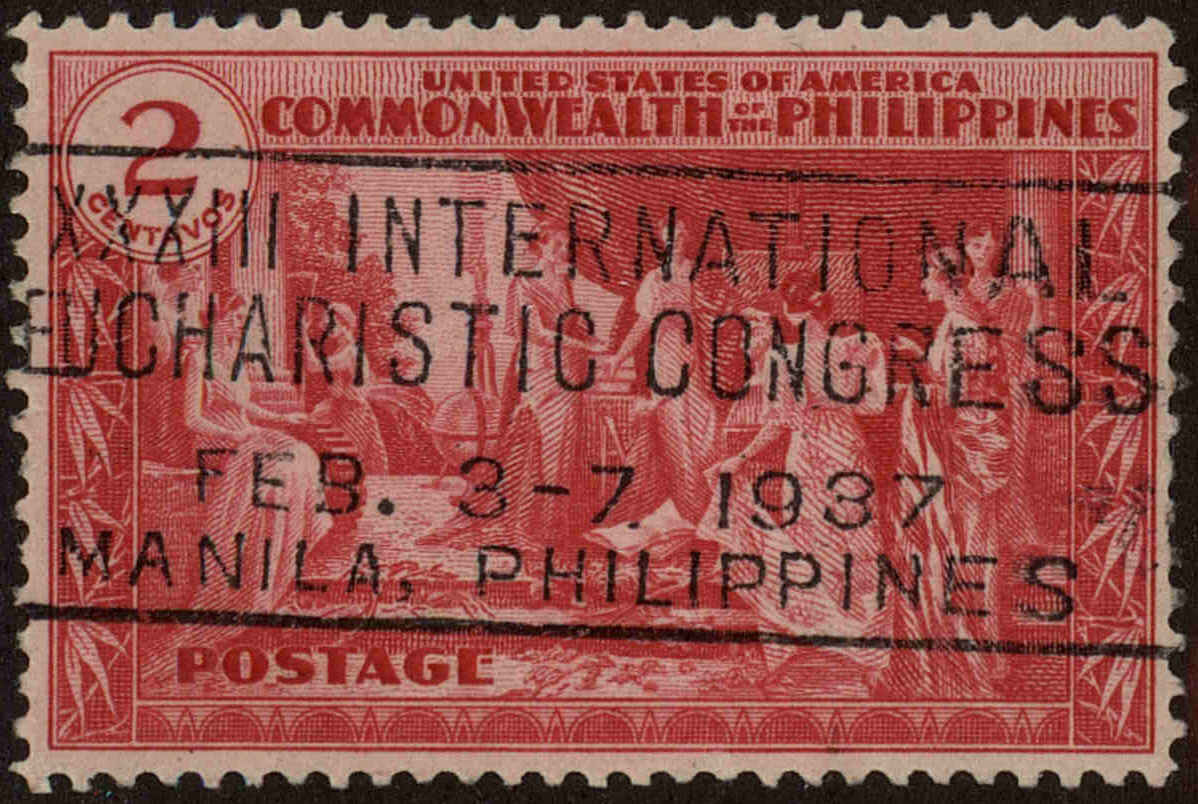 2
CENTAVOS
UNITED STATES OF AMERICA
COMMONWEALTH OF THE PHILIPPINES
XXXIII INTERNATIONAL
EUCHARISTIC CONGRESS
FEB. 3-7 1937
MANILA, PHILIPPINES
POSTAGE